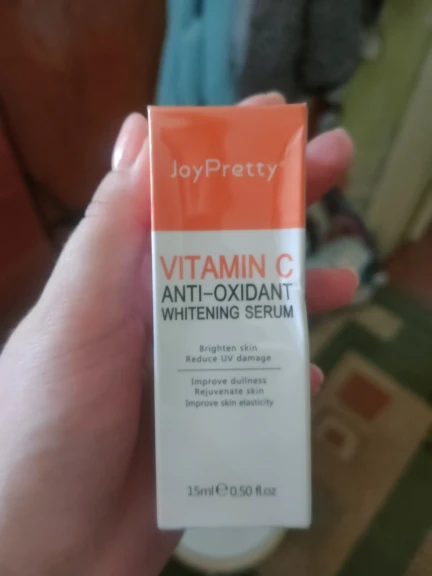 JoyPretty
VITAMIN C
ANTI-OXIDANT
WHITENING SERUM
Brighten skin
Reduce UV damage
Improve dullness
Rejuvenate skin
Improve skin elasticity
15ml ℮ 0.50 fl.oz